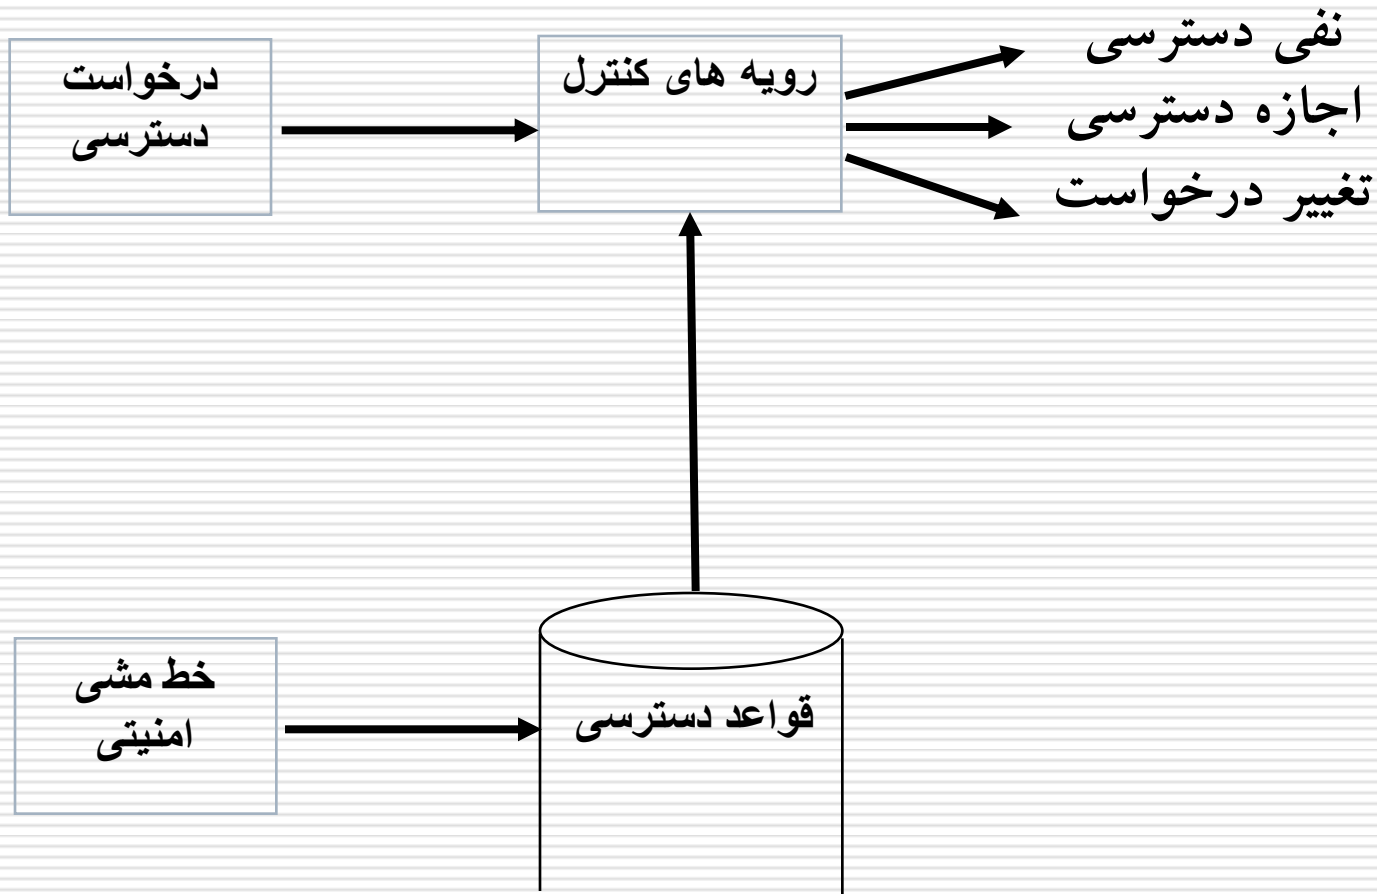 درخواست
دسترسی
رویه های کنترل
نفی دسترسی
اجازه دسترسی
تغییر درخواست
خط مشی
امنیتی
قواعد دسترسی